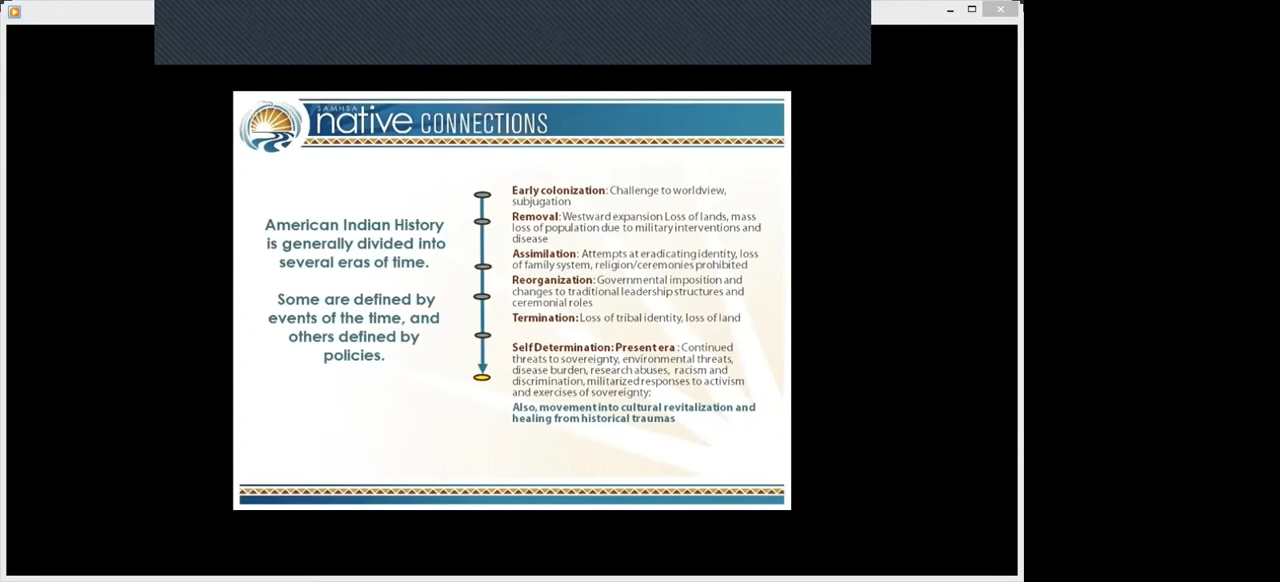 SAMHSA
native CONNECTIONS
American Indian History
is generally divided into
several eras of time.
Some are defined by
events of the time, and
others defined by
policies.
Early colonization: Challenge to worldview,
subjugation
Removal: Westward expansion Loss of lands, mass
loss of population due to military interventions and
disease
Assimilation: Attempts at eradicating identity, loss
of family system, religion/ceremonies prohibited
Reorganization: Governmental imposition and
changes to traditional leadership structures and
ceremonial roles
Termination: Loss of tribal identity, loss of land
Self Determination: Present era : Continued
threats to sovereignty, environmental threats,
disease burden, research abuses, racism and
discrimination, militarized responses to activism
and exercises of sovereignty;
Also, movement into cultural revitalization and
healing from historical traumas